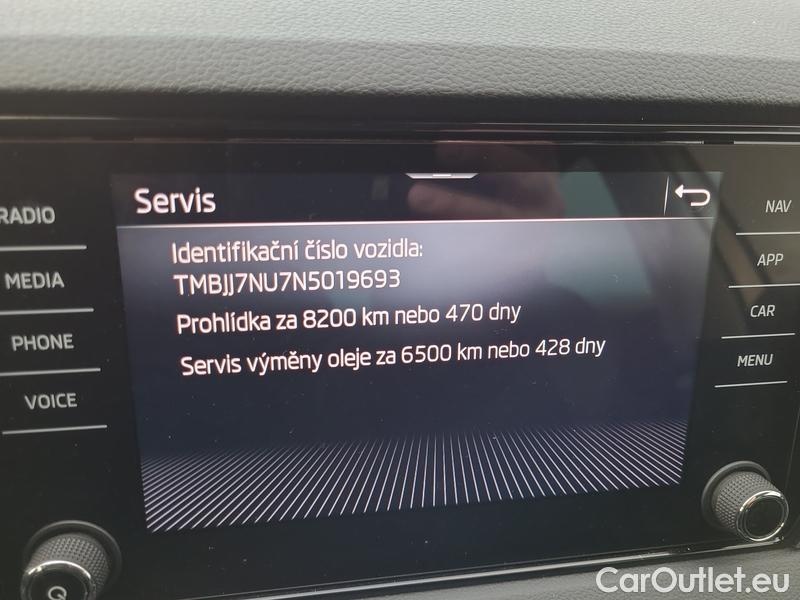 Servis
Identifikační číslo vozidla:
TMBJJ7NU7N5019693
Prohlídka za 8200 km nebo 470 dny
Servis výměny oleje za 6500 km nebo 428 dny
RADIO
MEDIA
PHONE
VOICE
NAV
APP
CAR
MENU
CarOutlet.eu